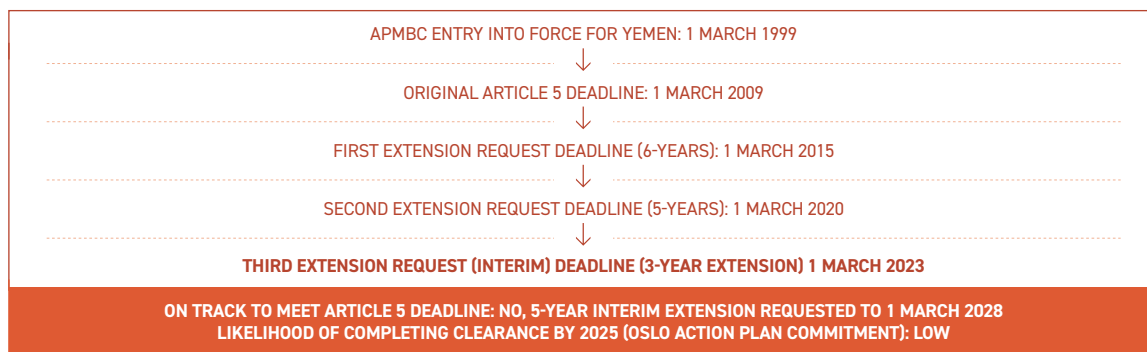 APMBC ENTRY INTO FORCE FOR YEMEN: 1 MARCH 1999
ORIGINAL ARTICLE 5 DEADLINE: 1 MARCH 2009
FIRST EXTENSION REQUEST DEADLINE (6-YEARS): 1 MARCH 2015
SECOND EXTENSION REQUEST DEADLINE (5-YEARS): 1 MARCH 2020
THIRD EXTENSION REQUEST (INTERIM) DEADLINE (3-YEAR EXTENSION) 1 MARCH 2023
ON TRACK TO MEET ARTICLE 5 DEADLINE: NO, 5-YEAR INTERIM EXTENSION REQUESTED TO 1 MARCH 2028
LIKELIHOOD OF COMPLETING CLEARANCE BY 2025 (OSLO ACTION PLAN COMMITMENT): LOW